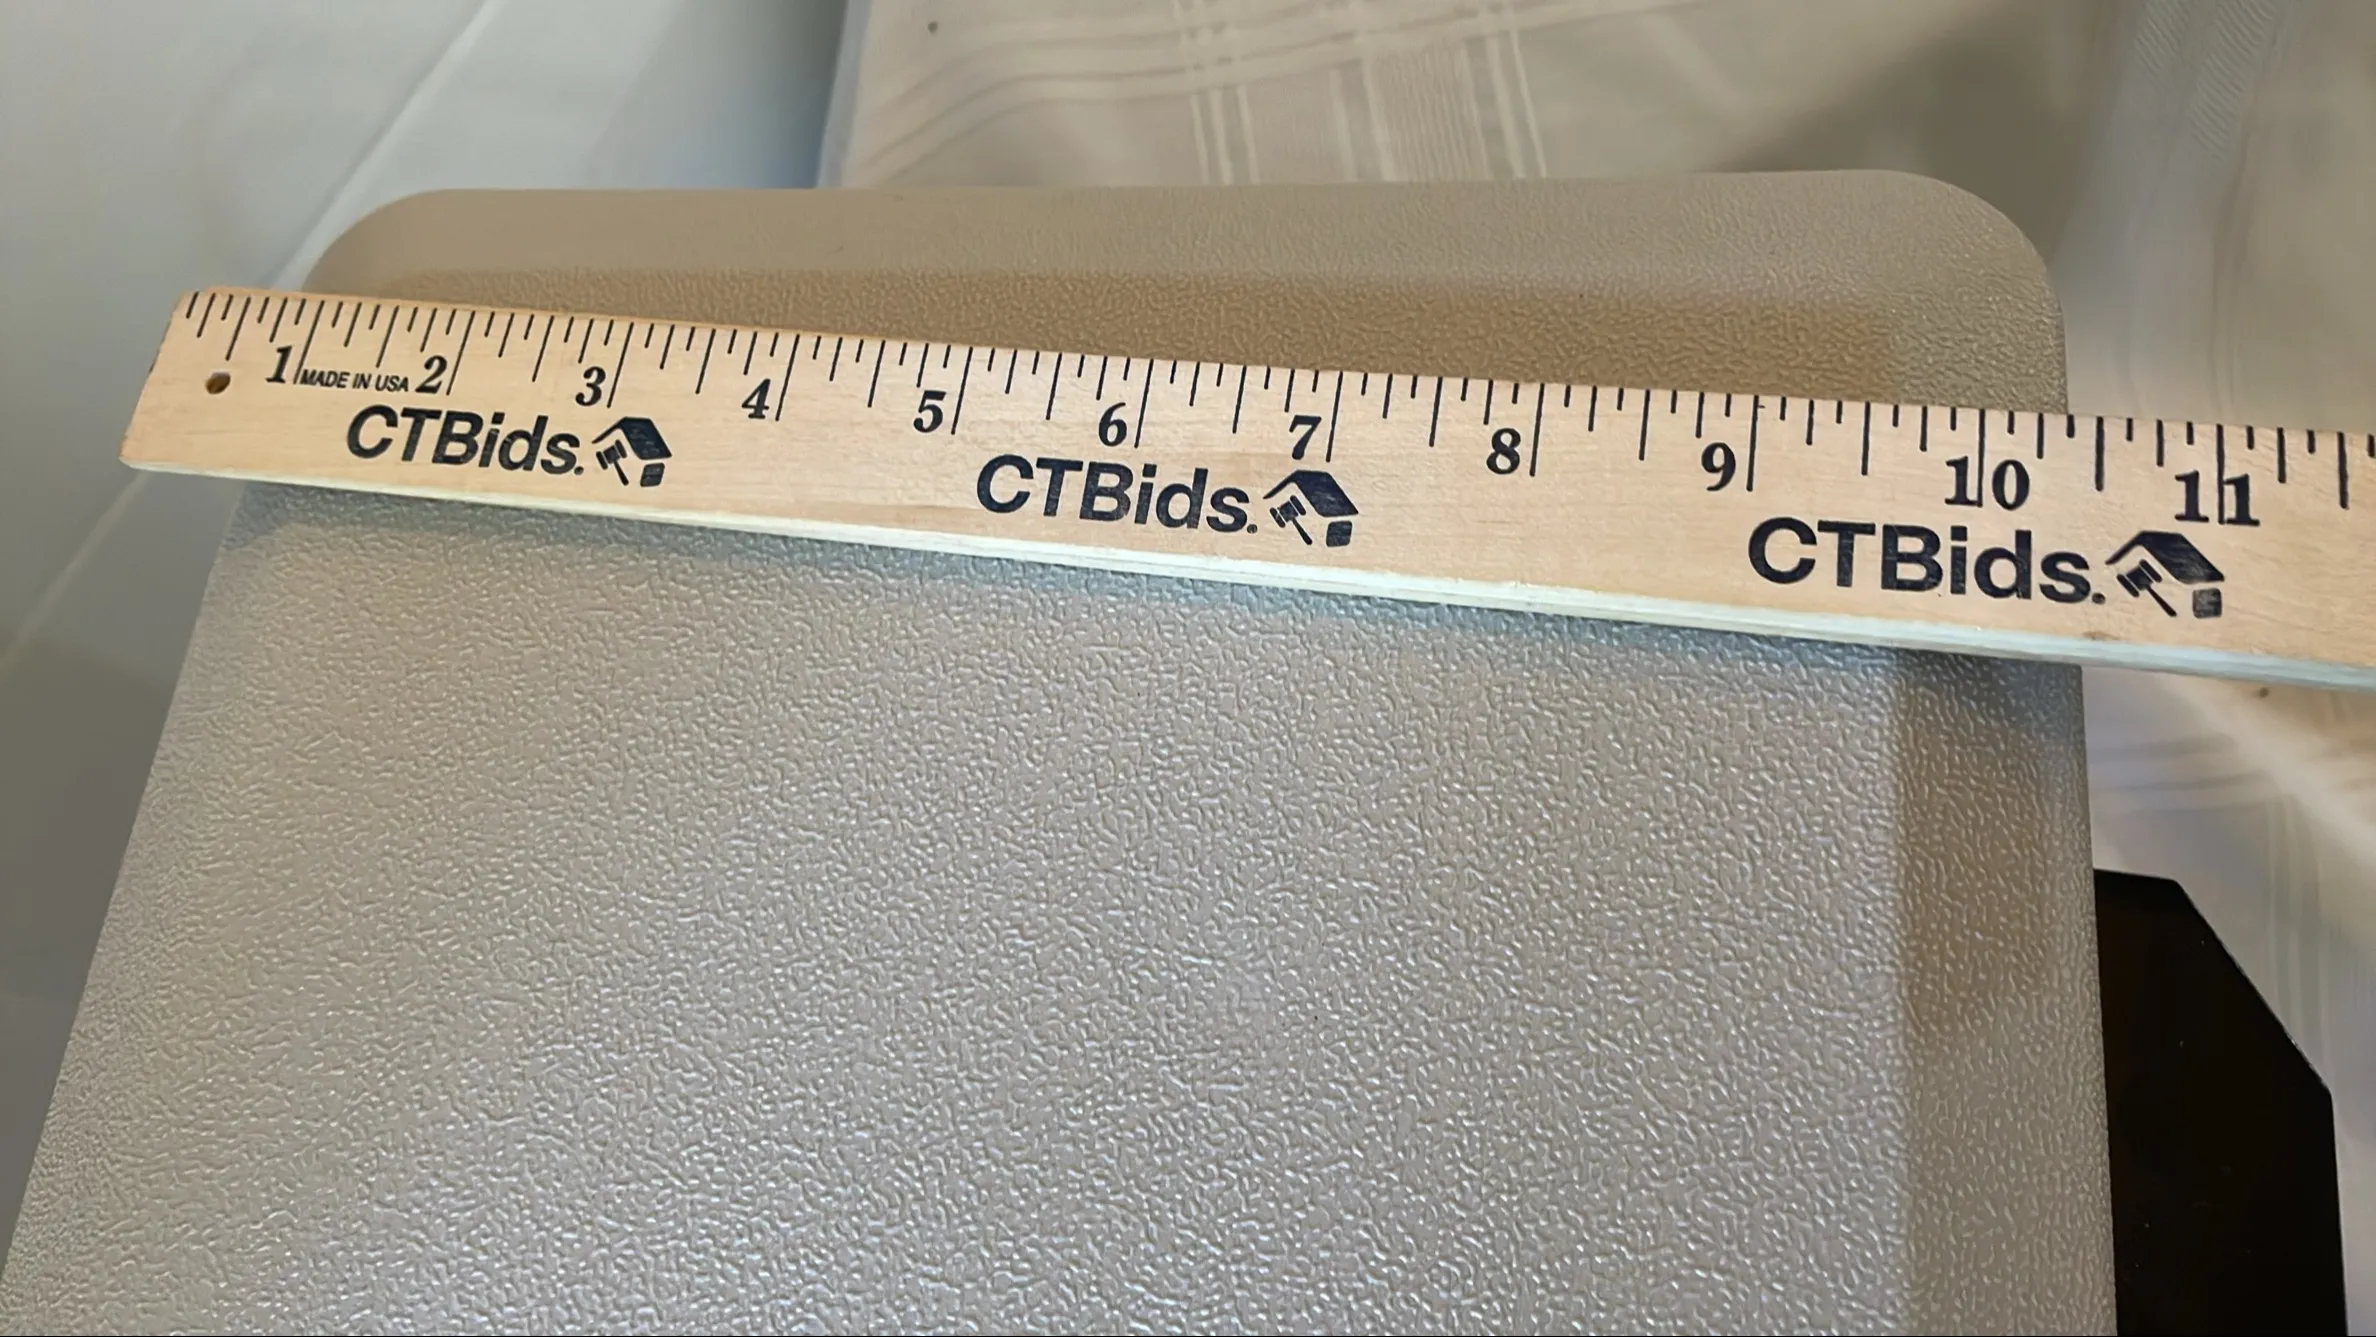 1 MADE IN USA 2 3 4 5 6 7 8 9 10 11
CTBids. CTBids. CTBids.